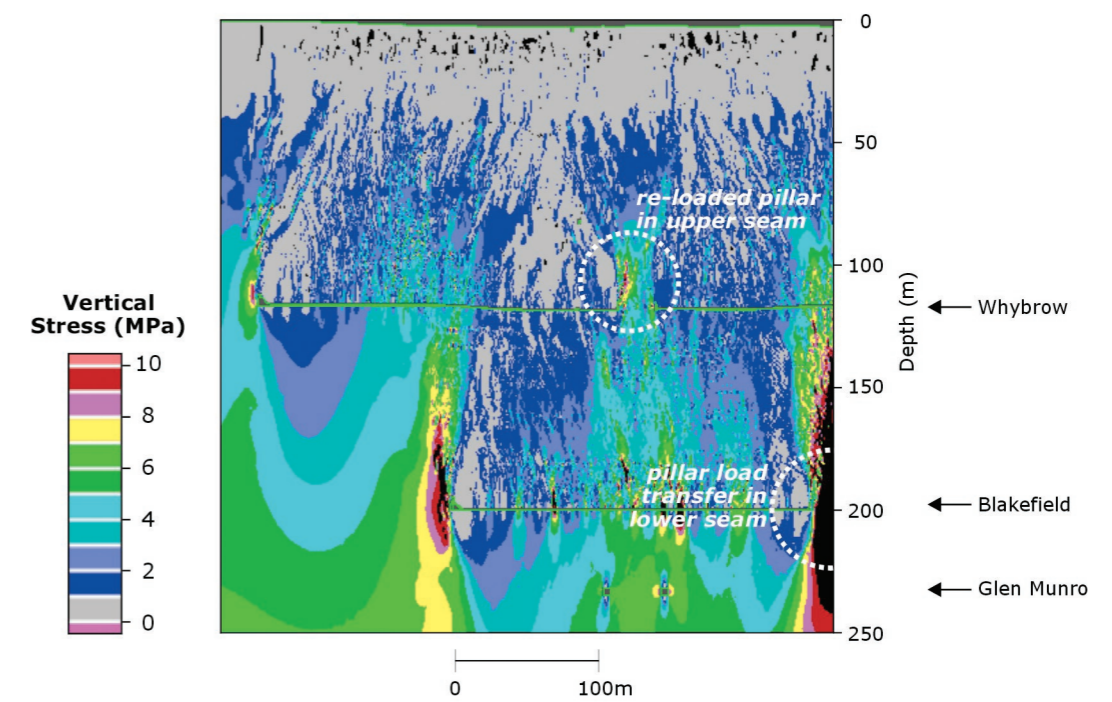 0
50
re-loaded pillar
in upper seam
100
Depth (m)
Whybrow
150
Vertical
Stress (MPa)
10
8
6
4
2
0
pillar load
transfer in
lower seam
200
Blakefield
Glen Munro
250
0 100m